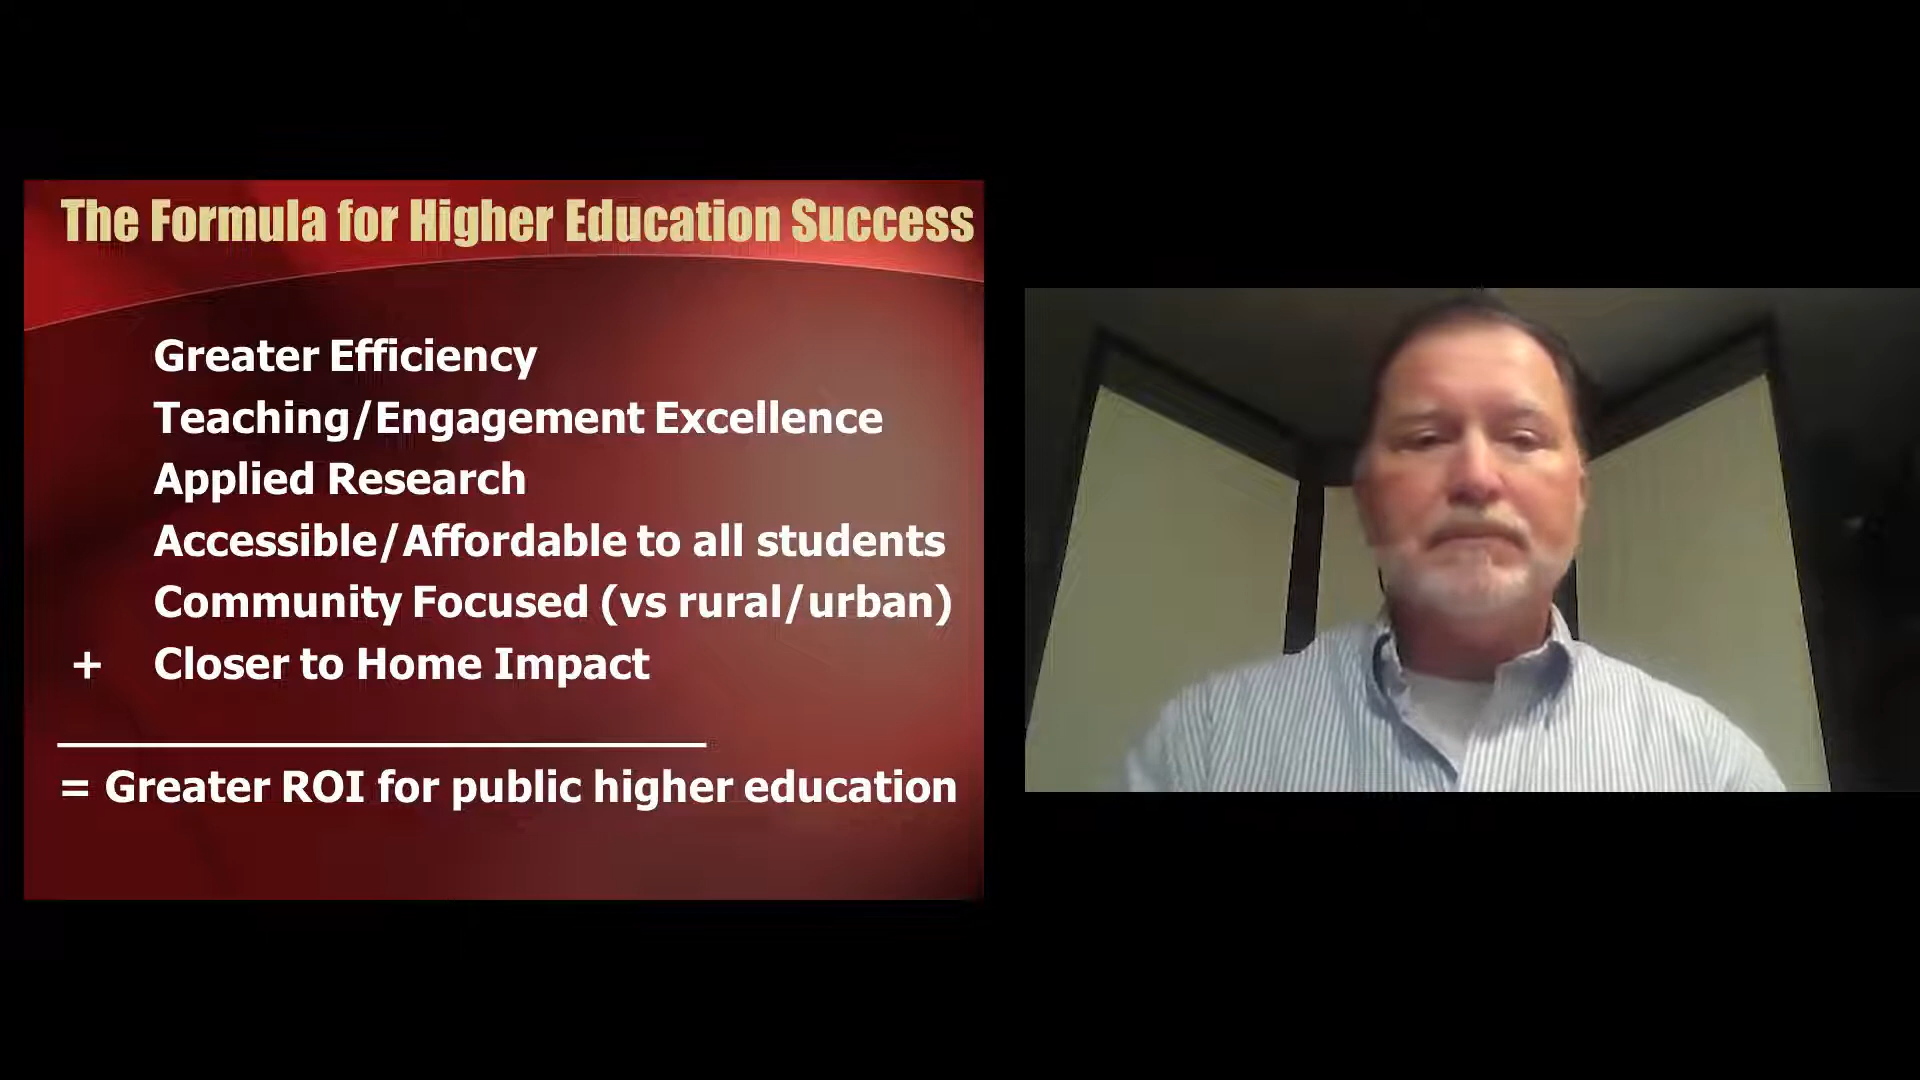 The Formula for Higher Education Success
Greater Efficiency
Teaching/Engagement Excellence
Applied Research
Accessible/Affordable to all students
Community Focused (vs rural/urban)
+ Closer to Home Impact
= Greater ROI for public higher education